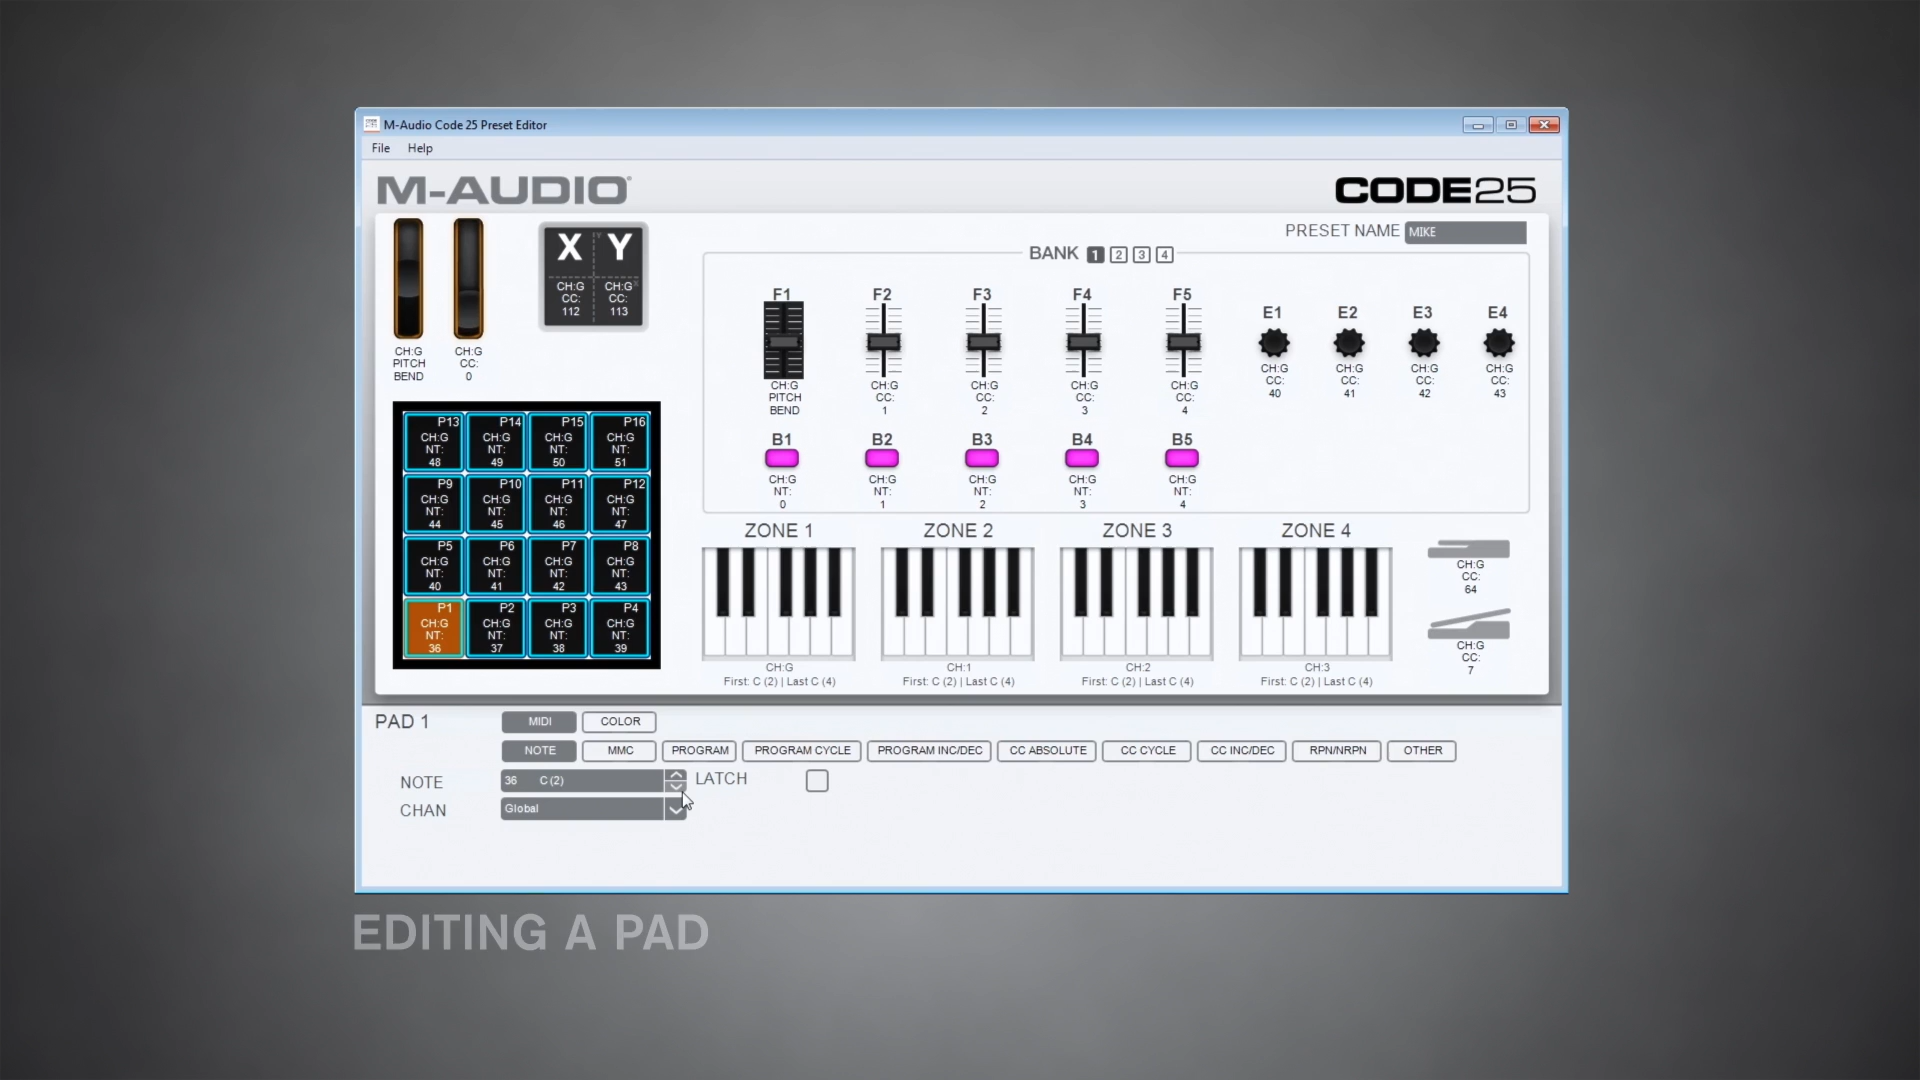 M-Audio Code 25 Preset Editor
File Help
M-AUDIO
CODE25
PRESET NAME MIKE
BANK 1 2 3 4
X Y
CH:G CH:G
CC: CC:
112 113
CH:G CH:G
PITCH CC:
BEND 0
F1 F2 F3 F4 F5
CH:G CH:G CH:G CH:G CH:G
PITCH CC: CC: CC: CC:
BEND 1 2 3 4
E1 E2 E3 E4
CH:G CH:G CH:G CH:G
CC: CC: CC: CC:
40 41 42 43
B1 B2 B3 B4 B5
CH:G CH:G CH:G CH:G CH:G
NT: NT: NT: NT: NT:
0 1 2 3 4
P13 P14 P15 P16
CH:G CH:G CH:G CH:G
NT: NT: NT: NT:
48 49 50 51
P9 P10 P11 P12
CH:G CH:G CH:G CH:G
NT: NT: NT: NT:
44 45 46 47
P5 P6 P7 P8
CH:G CH:G CH:G CH:G
NT: NT: NT: NT:
40 41 42 43
P1 P2 P3 P4
CH:G CH:G CH:G CH:G
NT: NT: NT: NT:
36 37 38 39
ZONE 1 ZONE 2 ZONE 3 ZONE 4
CH:G CH:1 CH:2 CH:3
First: C (2) | Last C (4) First: C (2) | Last C (4) First: C (2) | Last C (4) First: C (2) | Last C (4)
CH:G
CC:
64
CH:G
CC:
7
PAD 1 MIDI COLOR
NOTE MMC PROGRAM PROGRAM CYCLE PROGRAM INC/DEC CC ABSOLUTE CC CYCLE CC INC/DEC RPN/NRPN OTHER
NOTE 36 C (2) LATCH
CHAN Global
EDITING A PAD